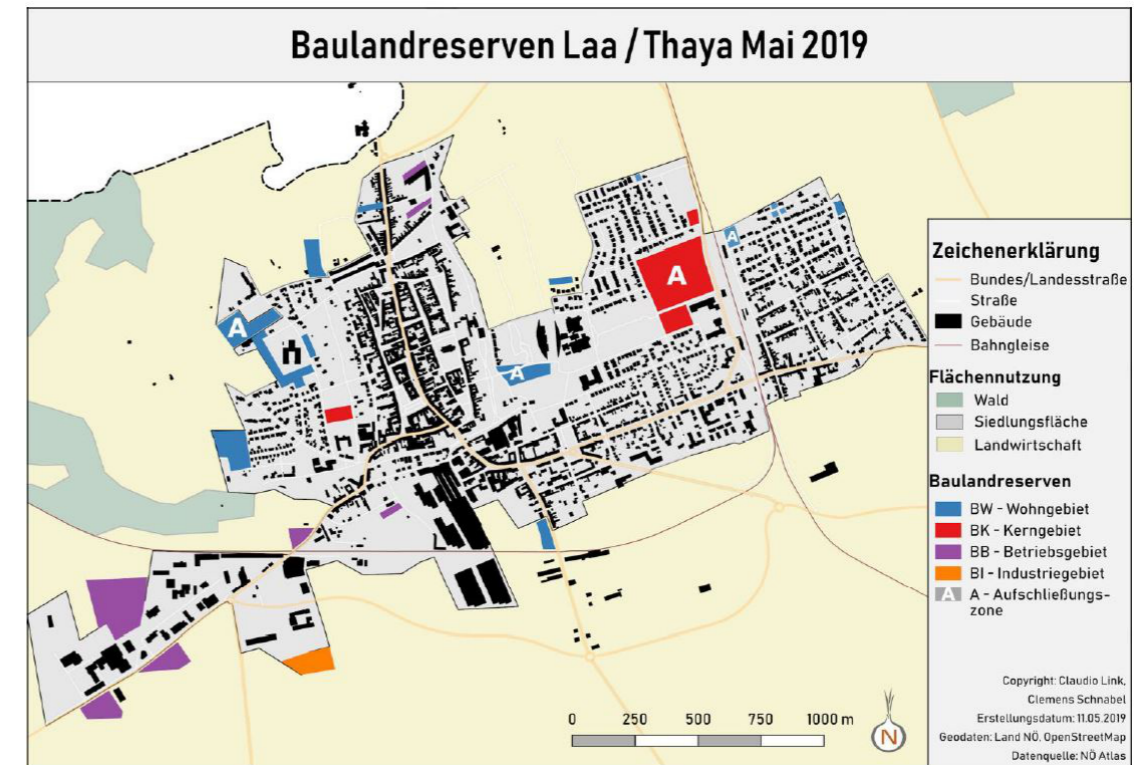 Baulandreserven Laa / Thaya Mai 2019
A
A
A
A
Zeichenerklärung
Bundes/Landesstraße
Straße
Gebäude
Bahngleise
Flächennutzung
Wald
Siedlungsfläche
Landwirtschaft
Baulandreserven
BW - Wohngebiet
BK - Kerngebiet
BB - Betriebsgebiet
BI - Industriegebiet
A A - Aufschließungs-
zone
0 250 500 750 1000 m
N
Copyright: Claudio Link,
Clemens Schnabel
Erstellungsdatum: 11.05.2019
Geodaten: Land NÖ, OpenStreetMap
Datenquelle: NÖ Atlas